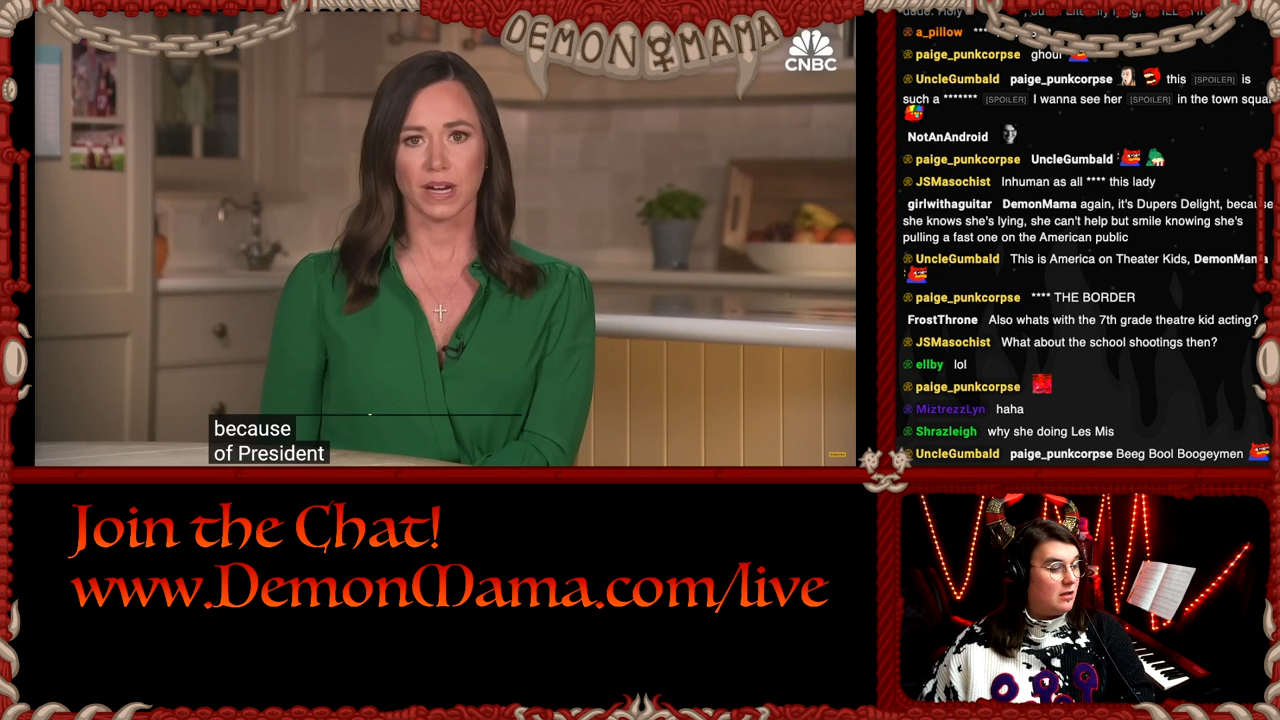 DEMON MAMA
CNBC
because
of President
a_pillow
paige_punkcorpse ghoul
UncleGumbald paige_punkcorpse this [SPOILER] is
such a ******* [SPOILER] I wanna see her [SPOILER] in the town squa
NotAnAndroid
paige_punkcorpse UncleGumbald
JSMasochist Inhuman as all **** this lady
girlwithaguitar DemonMama again, it's Dupers Delight, because
she knows she's lying, she can't help but smile knowing she's
pulling a fast one on the American public
UncleGumbald This is America on Theater Kids, DemonMama
paige_punkcorpse **** THE BORDER
FrostThrone Also whats with the 7th grade theatre kid acting?
JSMasochist What about the school shootings then?
ellby lol
paige_punkcorpse
MiztrezzLyn haha
Shrazleigh why she doing Les Mis
UncleGumbald paige_punkcorpse Beeg Bool Boogeymen
Join the Chat!
www.DemonMama.com/live